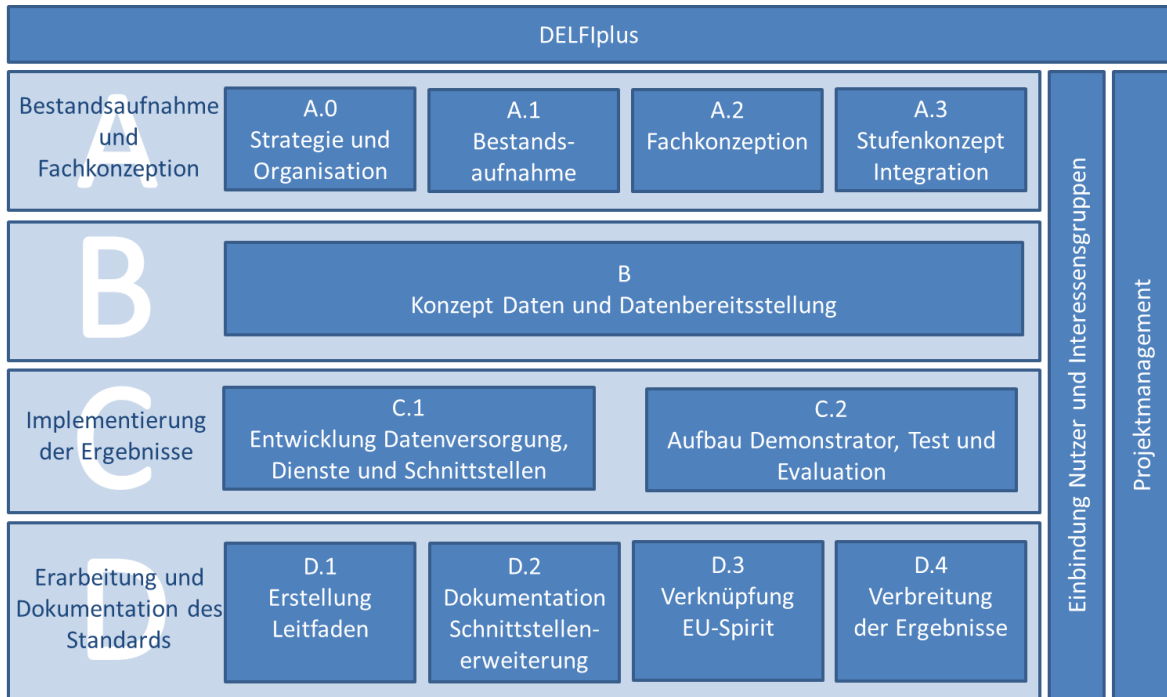 DELFIplus
A
Bestandsaufnahme
und
Fachkonzeption
A.0
Strategie und
Organisation
A.1
Bestands-
aufnahme
A.2
Fachkonzeption
A.3
Stufenkonzept
Integration
B
B
Konzept Daten und Datenbereitsstellung
C
Implementierung
der Ergebnisse
C.1
Entwicklung Datenversorgung,
Dienste und Schnittstellen
C.2
Aufbau Demonstrator, Test und
Evaluation
D
Erarbeitung und
Dokumentation des
Standards
D.1
Erstellung
Leitfaden
D.2
Dokumentation
Schnittstellen-
erweiterung
D.3
Verknüpfung
EU-Spirit
D.4
Verbreitung
der Ergebnisse
Einbindung Nutzer und Interessensgruppen
Projektmanagement